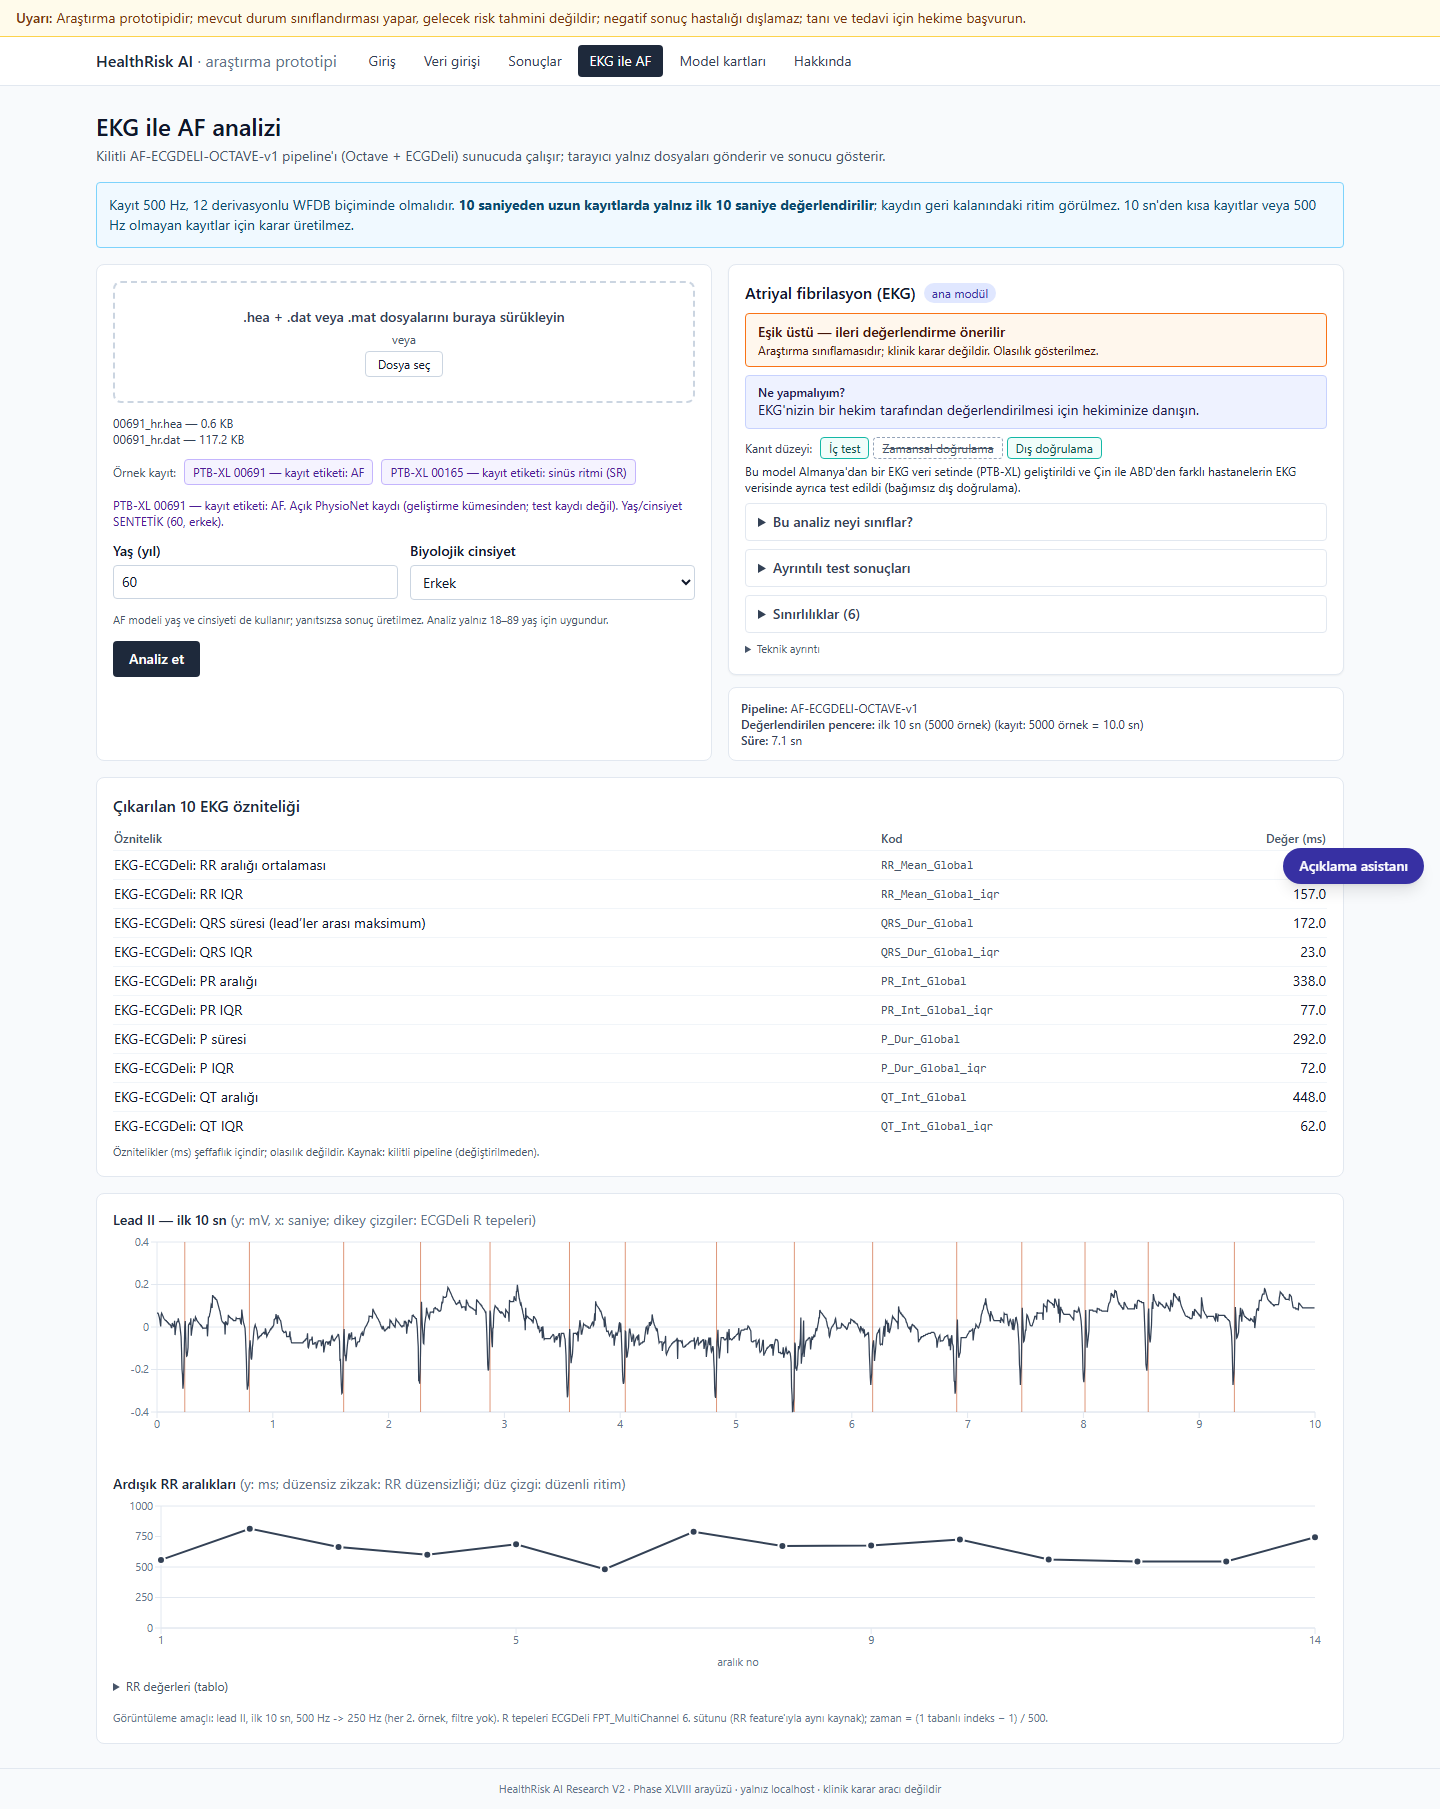 Uyarı: Araştırma prototipidir; mevcut durum sınıflandırması yapar, gelecek risk tahmini değildir; negatif sonuç hastalığı dışlamaz; tanı ve tedavi için hekime başvurun.
HealthRisk AI · araştırma prototipi Giriş Veri girişi Sonuçlar EKG ile AF Model kartları Hakkında
EKG ile AF analizi
Kilitli AF-ECGDELI-OCTAVE-v1 pipeline'ı (Octave + ECGDeli) sunucuda çalışır; tarayıcı yalnız dosyaları gönderir ve sonucu gösterir.
Kayıt 500 Hz, 12 derivasyonlu WFDB biçiminde olmalıdır. 10 saniyeden uzun kayıtlarda yalnız ilk 10 saniye değerlendirilir; kaydın geri kalanındaki ritim görülmez. 10 sn'den kısa kayıtlar veya 500
Hz olmayan kayıtlar için karar üretilmez.
.hea + .dat veya .mat dosyalarını buraya sürükleyin
veya
Dosya seç
00691_hr.hea — 0.6 KB
00691_hr.dat — 117.2 KB
Örnek kayıt: PTB-XL 00691 — kayıt etiketi: AF PTB-XL 00165 — kayıt etiketi: sinüs ritmi (SR)
PTB-XL 00691 — kayıt etiketi: AF. Açık PhysioNet kaydı (geliştirme kümesinden; test kaydı değil). Yaş/cinsiyet
SENTETİK (60, erkek).
Yaş (yıl) Biyolojik cinsiyet
60 Erkek
AF modeli yaş ve cinsiyeti de kullanır; yanıtsızsa sonuç üretilmez. Analiz yalnız 18–89 yaş için uygundur.
Analiz et
Atriyal fibrilasyon (EKG) ana modül
Eşik üstü — ileri değerlendirme önerilir
Araştırma sınıflamasıdır; klinik karar değildir. Olasılık gösterilmez.
Ne yapmalıyım?
EKG'nizin bir hekim tarafından değerlendirilmesi için hekiminize danışın.
Kanıt düzeyi: İç test Zamansal doğrulama Dış doğrulama
Bu model Almanya'dan bir EKG veri setinde (PTB-XL) geliştirildi ve Çin ile ABD'den farklı hastanelerin EKG
verisinde ayrıca test edildi (bağımsız dış doğrulama).
▶ Bu analiz neyi sınıflar?
▶ Ayrıntılı test sonuçları
▶ Sınırlılıklar (6)
▶ Teknik ayrıntı
Pipeline: AF-ECGDELI-OCTAVE-v1
Değerlendirilen pencere: ilk 10 sn (5000 örnek) (kayıt: 5000 örnek = 10.0 sn)
Süre: 7.1 sn
Çıkarılan 10 EKG özniteliği
Öznitelik Kod Değer (ms)
EKG-ECGDeli: RR aralığı ortalaması RR_Mean_Global
Açıklama asistanı
EKG-ECGDeli: RR IQR RR_Mean_Global_iqr 157.0
EKG-ECGDeli: QRS süresi (lead'ler arası maksimum) QRS_Dur_Global 172.0
EKG-ECGDeli: QRS IQR QRS_Dur_Global_iqr 23.0
EKG-ECGDeli: PR aralığı PR_Int_Global 338.0
EKG-ECGDeli: PR IQR PR_Int_Global_iqr 77.0
EKG-ECGDeli: P süresi P_Dur_Global 292.0
EKG-ECGDeli: P IQR P_Dur_Global_iqr 72.0
EKG-ECGDeli: QT aralığı QT_Int_Global 448.0
EKG-ECGDeli: QT IQR QT_Int_Global_iqr 62.0
Öznitelikler (ms) şeffaflık içindir; olasılık değildir. Kaynak: kilitli pipeline (değiştirilmeden).
Lead II — ilk 10 sn (y: mV, x: saniye; dikey çizgiler: ECGDeli R tepeleri)
0.4
0.2
0
-0.2
-0.4
0 1 2 3 4 5 6 7 8 9 10
Ardışık RR aralıkları (y: ms; düzensiz zikzak: RR düzensizliği; düz çizgi: düzenli ritim)
1000
750
500
250
0
1 5 9 14
aralık no
▶ RR değerleri (tablo)
Görüntüleme amaçlı: lead II, ilk 10 sn, 500 Hz -> 250 Hz (her 2. örnek, filtre yok). R tepeleri ECGDeli FPT_MultiChannel 6. sütunu (RR feature'ıyla aynı kaynak); zaman = (1 tabanlı indeks − 1) / 500.
HealthRisk AI Research V2 · Phase XLVIII arayüzü · yalnız localhost · klinik karar aracı değildir